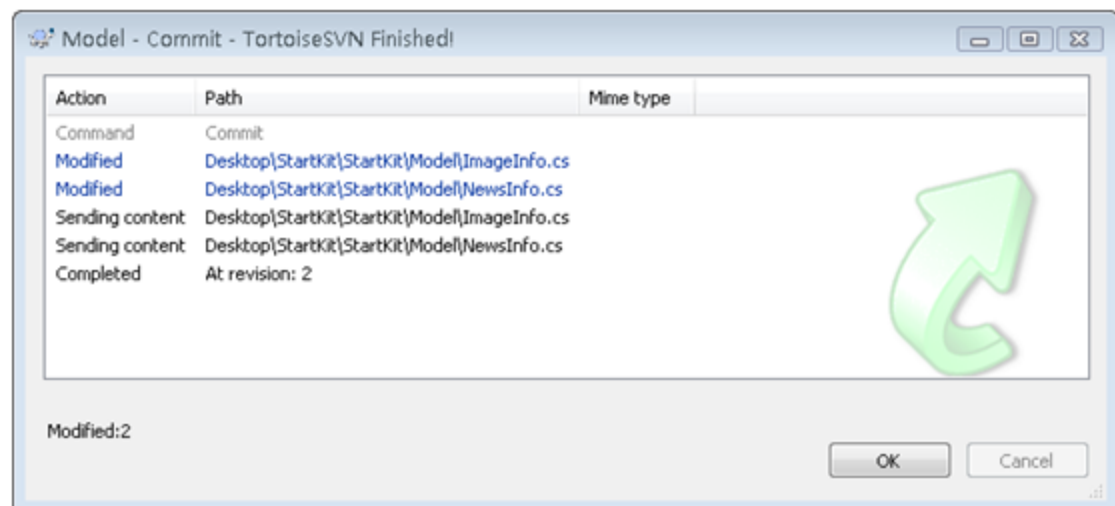 Model - Commit - TortoiseSVN Finished!
Action Path Mime type
Command Commit
Modified Desktop\StartKit\StartKit\Model\ImageInfo.cs
Modified Desktop\StartKit\StartKit\Model\NewsInfo.cs
Sending content Desktop\StartKit\StartKit\Model\ImageInfo.cs
Sending content Desktop\StartKit\StartKit\Model\NewsInfo.cs
Completed At revision: 2
Modified:2
OK Cancel